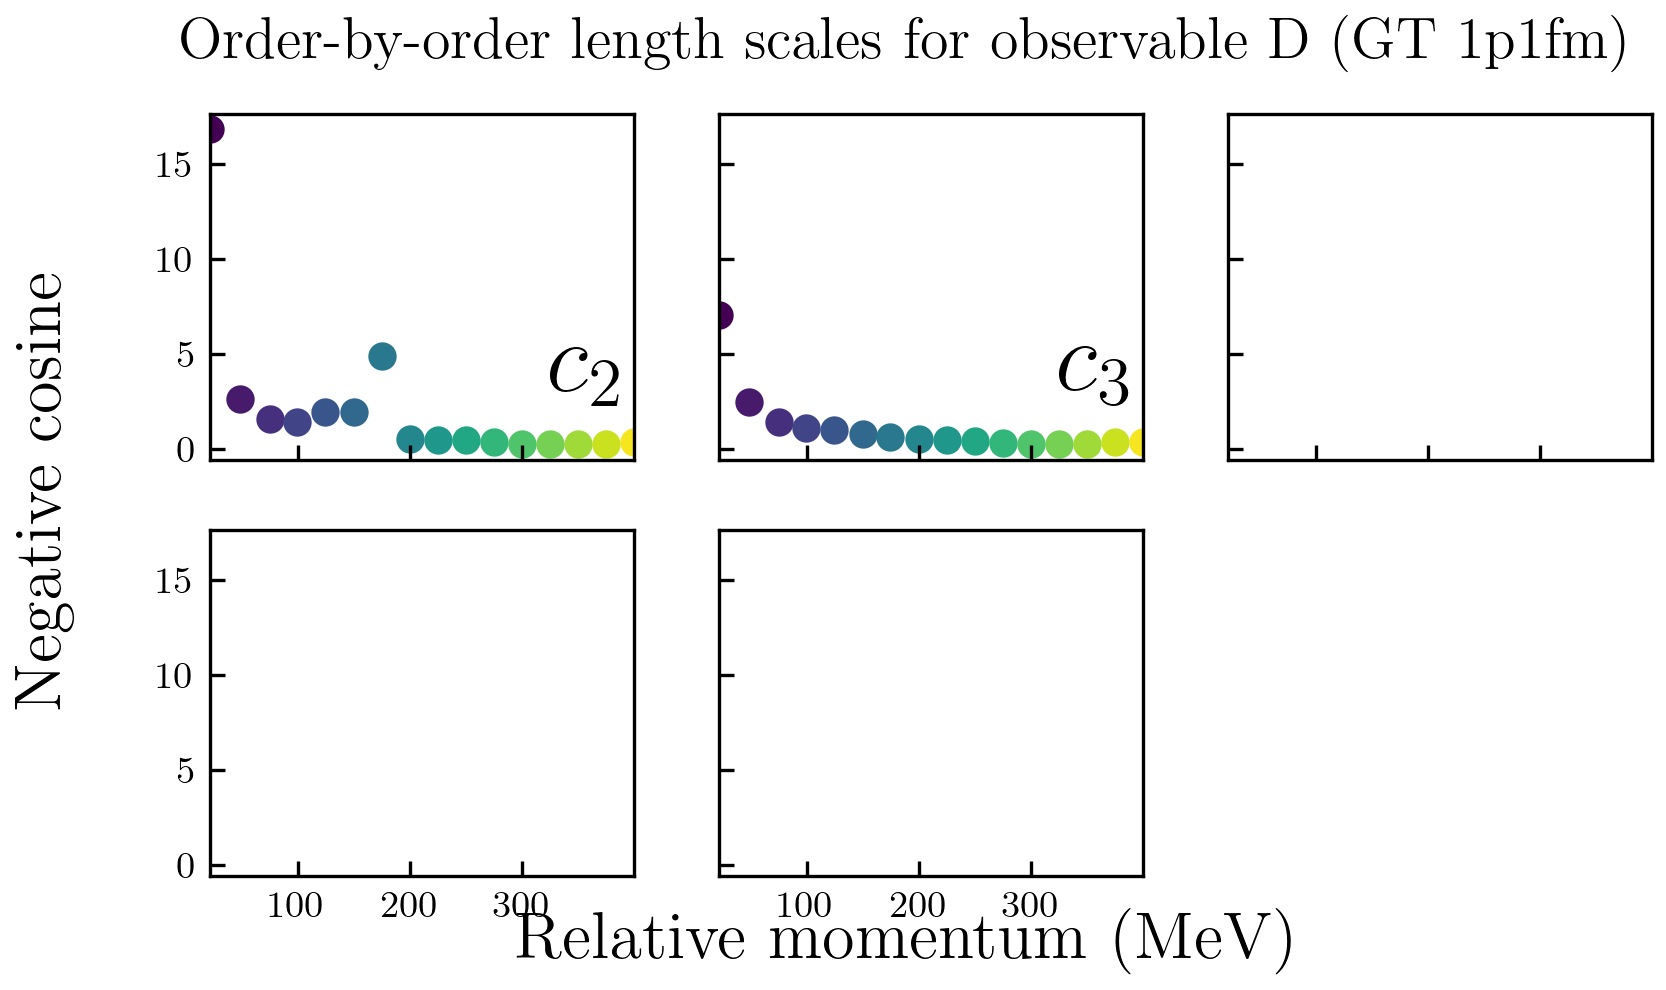 Order-by-order length scales for observable D (GT 1p1fm)
Negative cosine
15
10
5
0
c2
c3
15
10
5
0
100 200 300
100 200 300
Relative momentum (MeV)